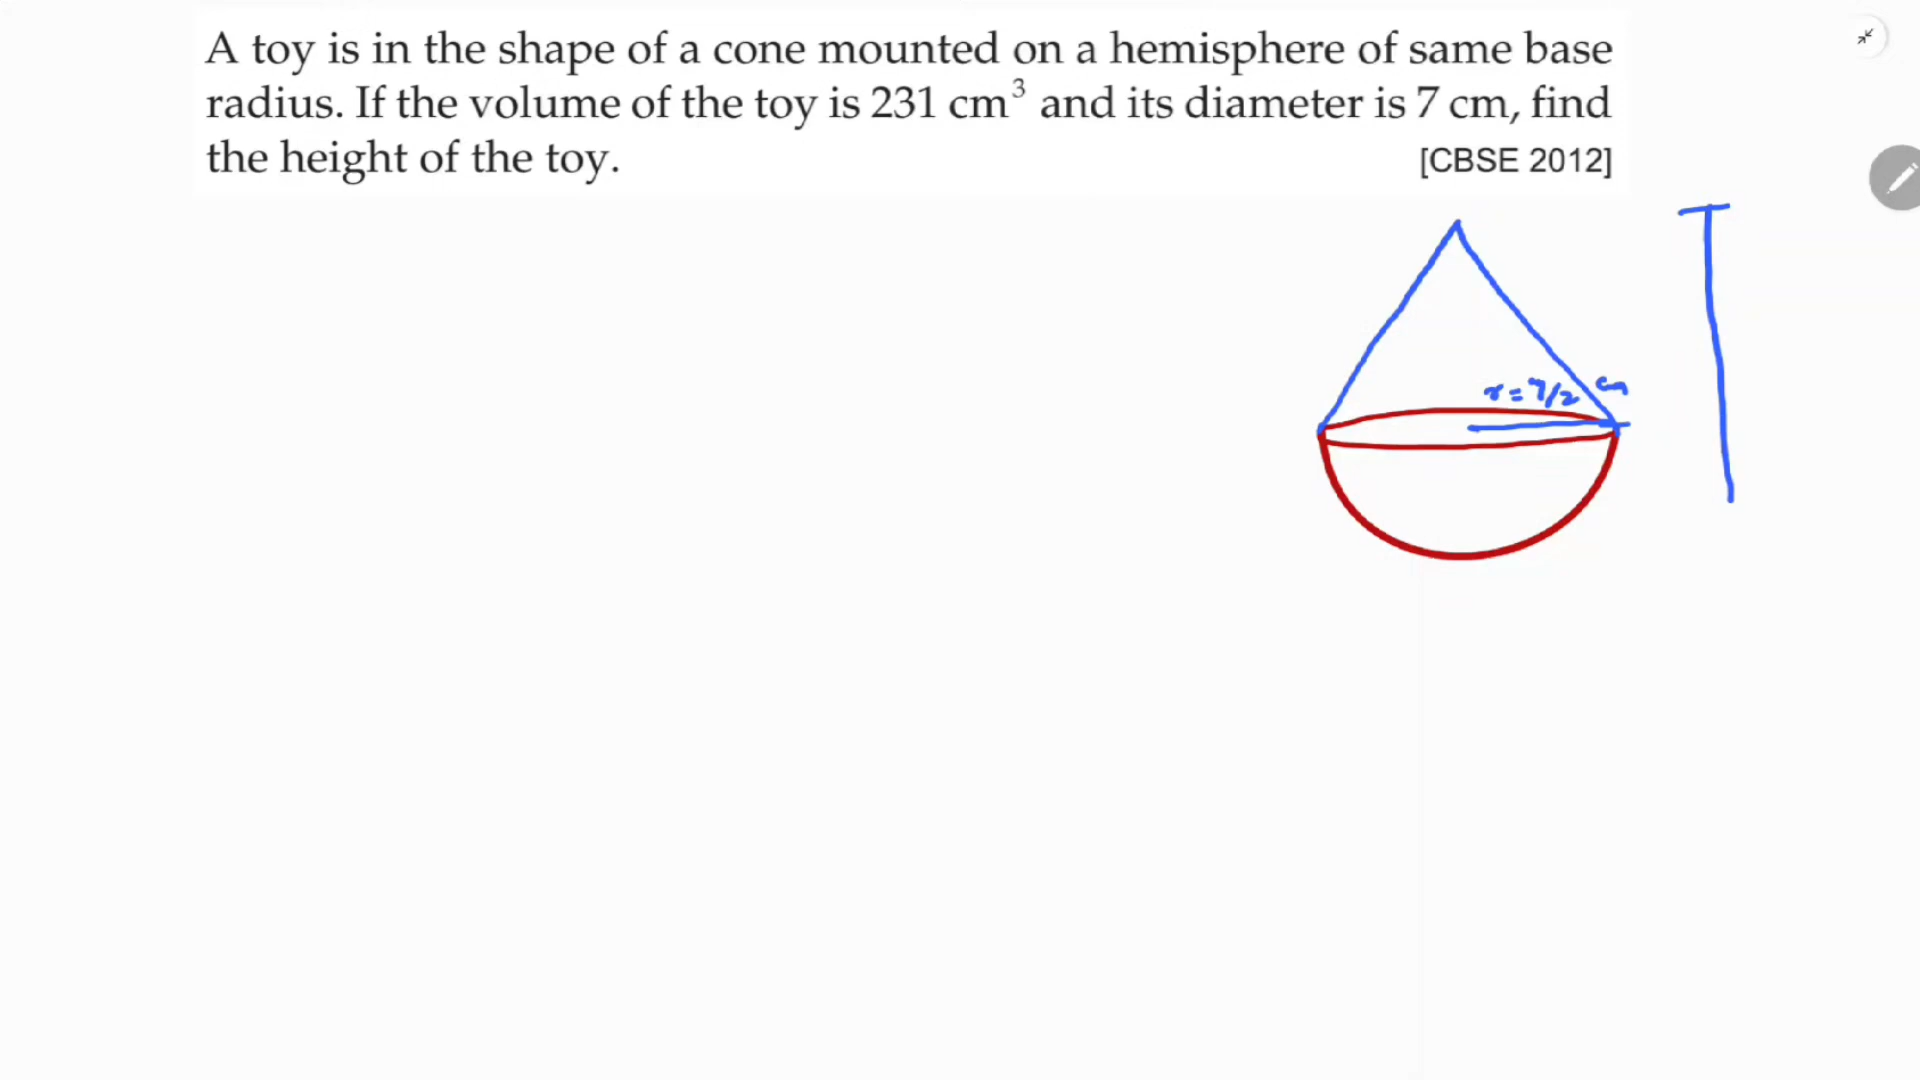 A toy is in the shape of a cone mounted on a hemisphere of same base
radius. If the volume of the toy is 231 cm³ and its diameter is 7 cm, find
the height of the toy. [CBSE 2012]
r = 7/2 cm